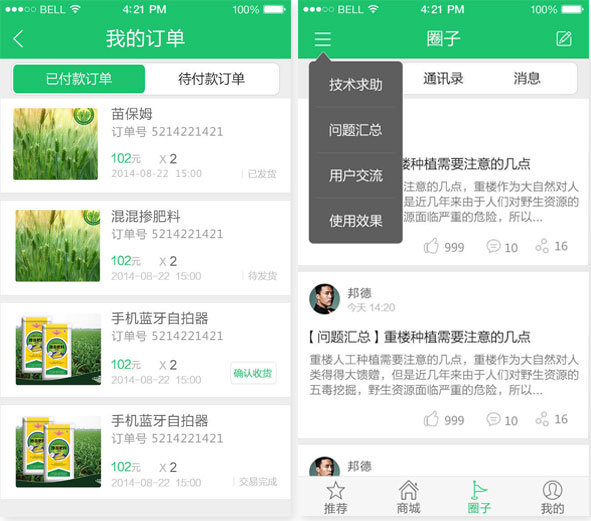 BELL 4:21 PM 100%
我的订单
已付款订单 待付款订单
苗保姆
订单号 5214221421
102元 X 2
2014-08-22 15:00 已发货
混混掺肥料
订单号 5214221421
102元 X 2
2014-08-22 15:00 待发货
手机蓝牙自拍器
订单号 5214221421
102元 X 2
2014-08-22 15:00 确认收货
手机蓝牙自拍器
订单号 5214221421
102元 X 2
2014-08-22 15:00 交易完成
BELL 4:21 PM 100%
圈子
通讯录 消息
技术求助
问题汇总
用户交流
使用效果
楼种植需要注意的几点
注意的几点，重楼作为大自然对人
是近几年来由于人们对野生资源的
源面临严重的危险，所以...
999 10 16
邦德
今天 14:20
【 问题汇总 】重楼种植需要注意的几点
重楼人工种植需要注意的几点，重楼作为大自然对人
类得得大馈赠，但是近几年来由于人们对野生资源的
五毒挖掘，野生资源面临严重的危险，所以...
999 10 16
邦德
推荐 商城 圈子 我的